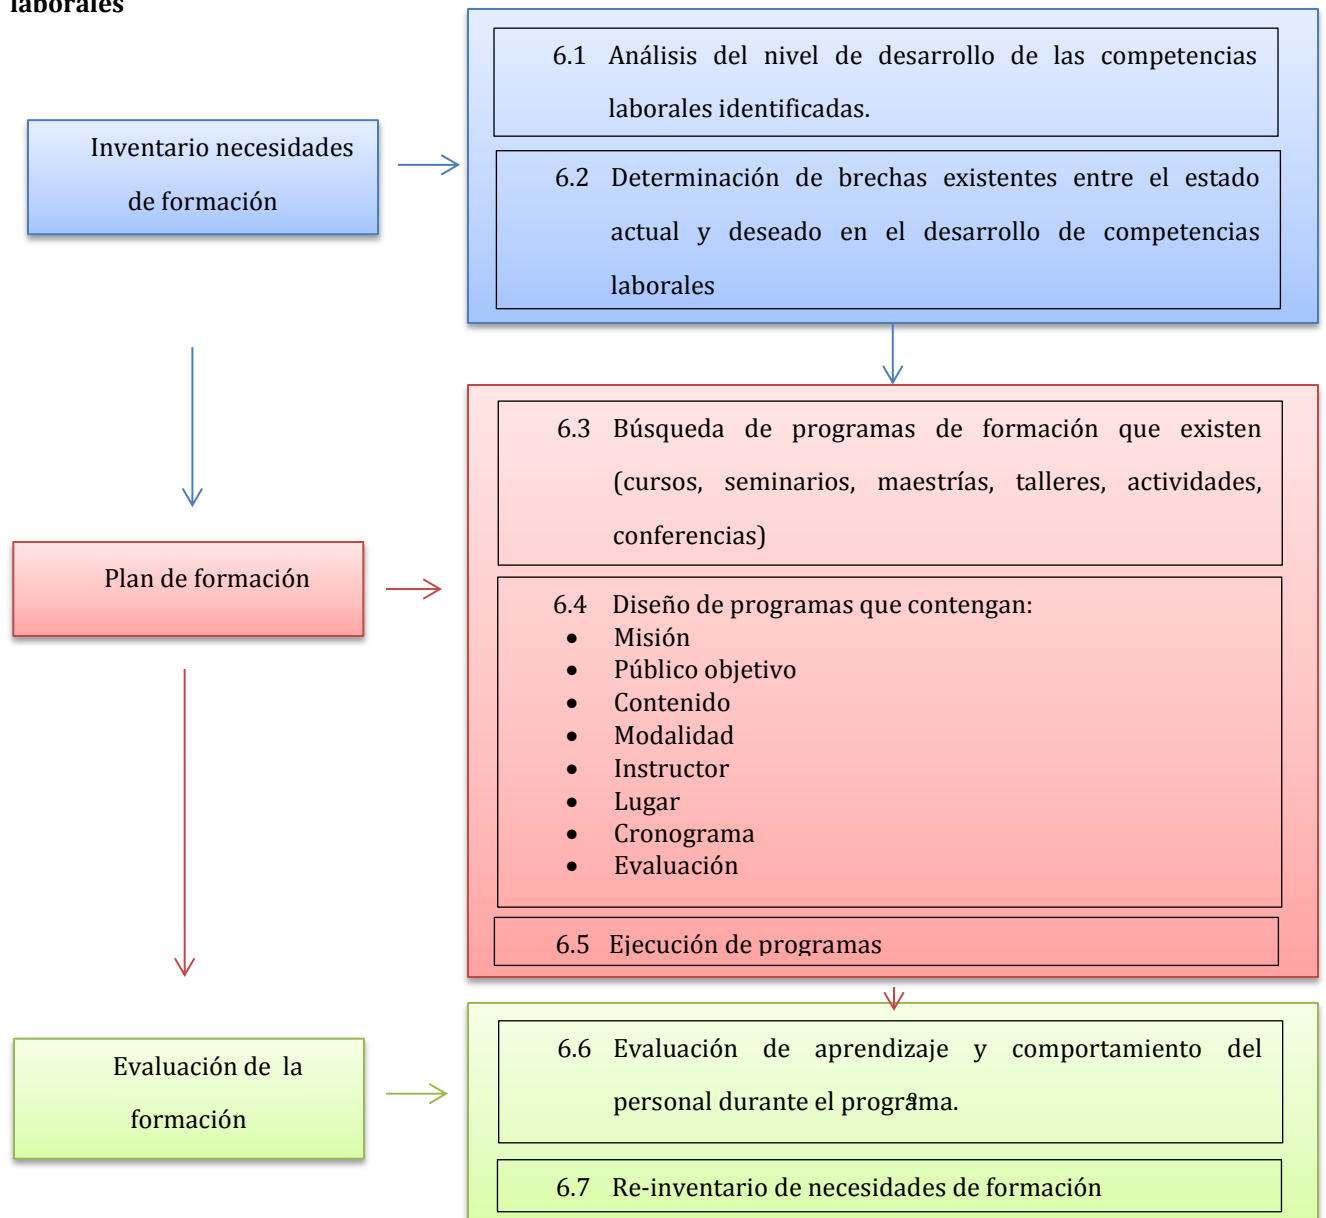 laborales
6.1 Análisis del nivel de desarrollo de las competencias
laborales identificadas.
Inventario necesidades
de formación
6.2 Determinación de brechas existentes entre el estado
actual y deseado en el desarrollo de competencias
laborales
6.3 Búsqueda de programas de formación que existen
(cursos, seminarios, maestrías, talleres, actividades,
conferencias)
Plan de formación
6.4 Diseño de programas que contengan:
• Misión
• Público objetivo
• Contenido
• Modalidad
• Instructor
• Lugar
• Cronograma
• Evaluación
6.5 Ejecución de programas
Evaluación de la
formación
6.6 Evaluación de aprendizaje y comportamiento del
personal durante el programa.
6.7 Re-inventario de necesidades de formación